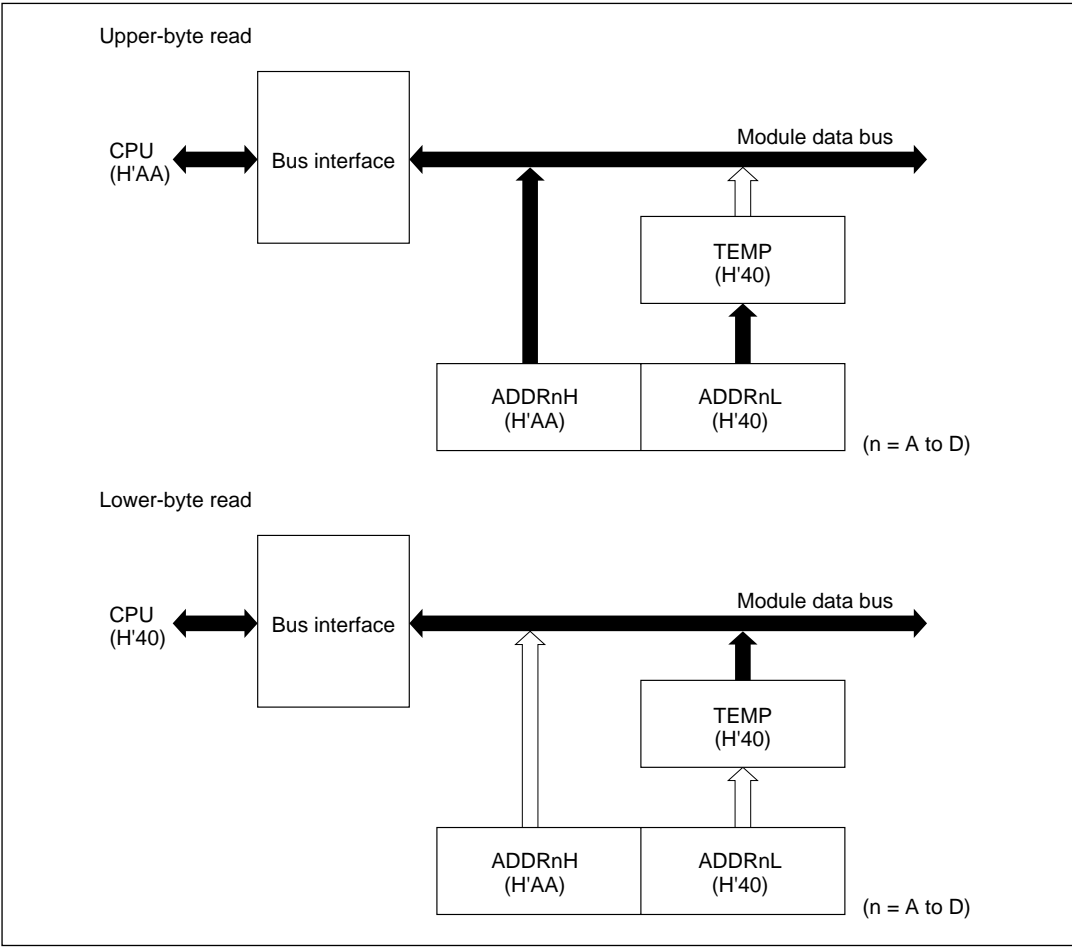 Upper-byte read
CPU
(H'AA)
Bus interface
Module data bus
TEMP
(H'40)
ADDRnH
(H'AA)
ADDRnL
(H'40)
(n = A to D)
Lower-byte read
CPU
(H'40)
Bus interface
Module data bus
TEMP
(H'40)
ADDRnH
(H'AA)
ADDRnL
(H'40)
(n = A to D)